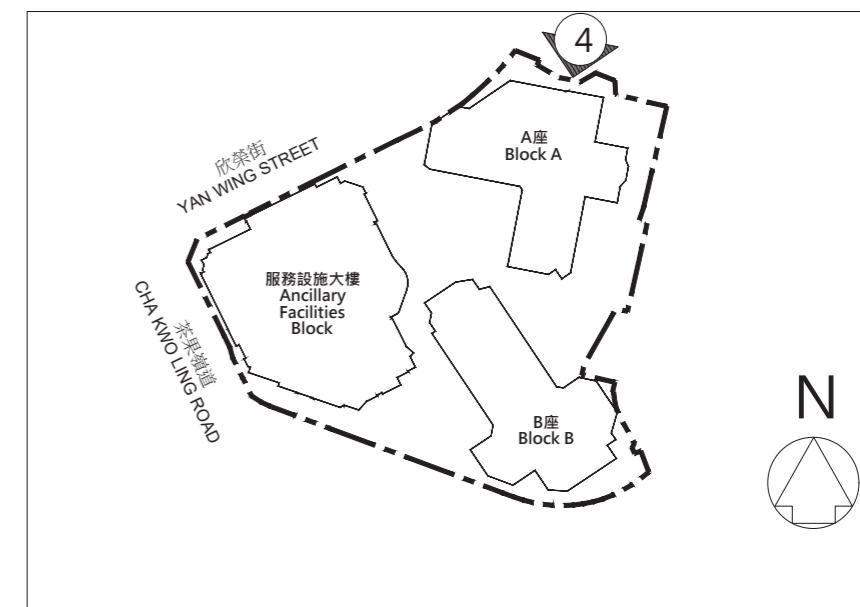 4
A座
Block A
欣榮街
YAN WING STREET
服務設施大樓
Ancillary
Facilities
Block
茶果嶺道
CHA KWO LING ROAD
B座
Block B
N